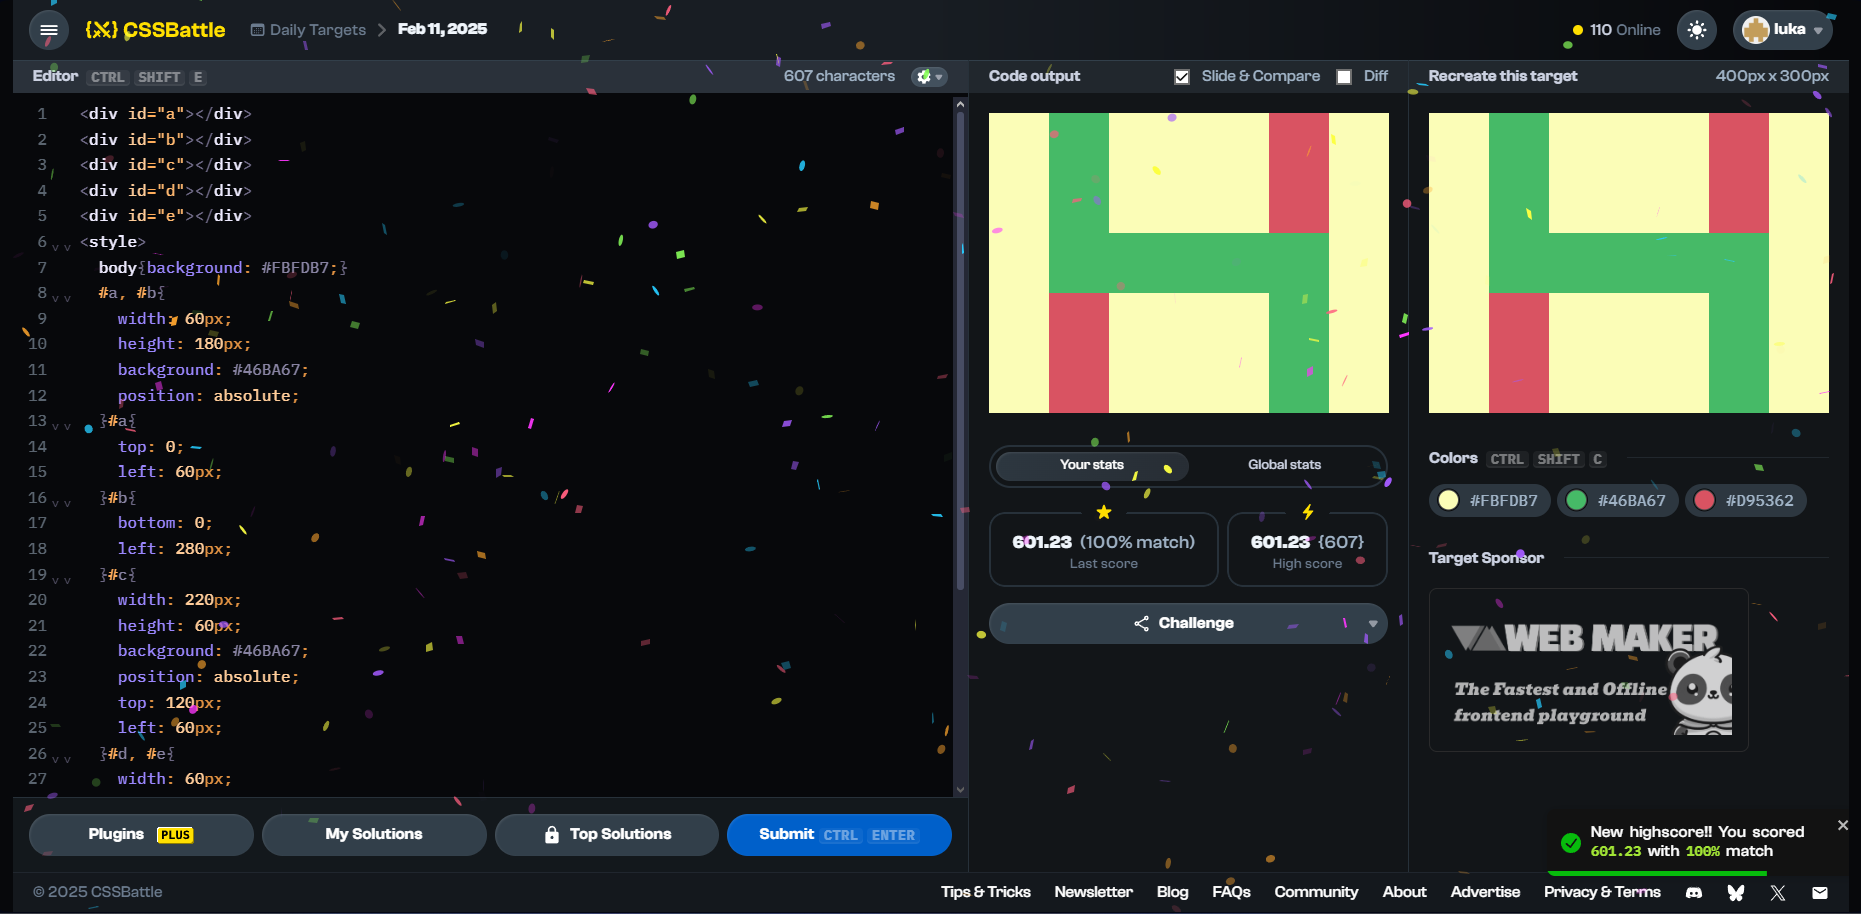 {X} CSSBattle
Daily Targets > Feb 11, 2025
110 Online
luka
Editor CTRL SHIFT E
607 characters
1 <div id="a"></div>
2 <div id="b"></div>
3 <div id="c"></div>
4 <div id="d"></div>
5 <div id="e"></div>
6 <style>
7 body{background: #FBFDB7;}
8 #a, #b{
9 width: 60px;
10 height: 180px;
11 background: #46BA67;
12 position: absolute;
13 }#a{
14 top: 0;
15 left: 60px;
16 }#b{
17 bottom: 0;
18 left: 280px;
19 }#c{
20 width: 220px;
21 height: 60px;
22 background: #46BA67;
23 position: absolute;
24 top: 120px;
25 left: 60px;
26 }#d, #e{
27 width: 60px;
Plugins PLUS
My Solutions
Top Solutions
Submit CTRL ENTER
Code output
Slide & Compare
Diff
Your stats
Global stats
601.23 (100% match)
Last score
601.23 {607}
High score
Challenge
Recreate this target
400px x 300px
Colors CTRL SHIFT C
#FBFDB7
#46BA67
#D95362
Target Sponsor
WEB MAKER
The Fastest and Offline
frontend playground
New highscore!! You scored
601.23 with 100% match
© 2025 CSSBattle
Tips & Tricks
Newsletter
Blog
FAQs
Community
About
Advertise
Privacy & Terms